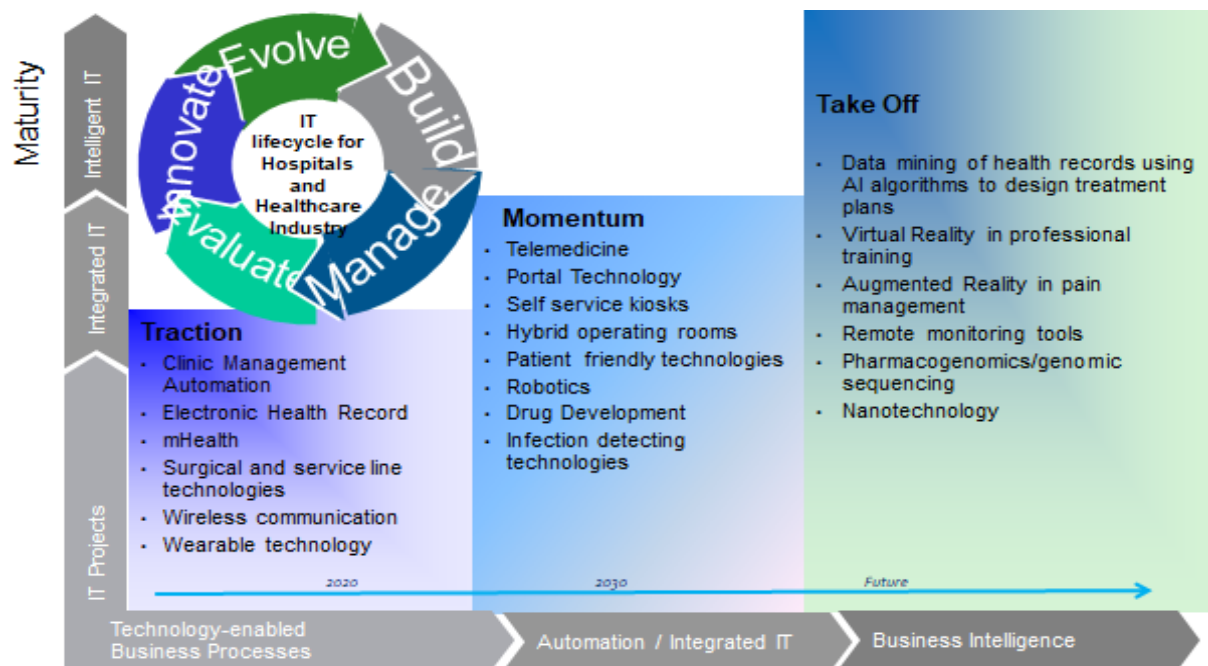 Maturity
Intelligent IT
Integrated IT
IT Projects
Innovate
Evolve
Build
Manage
Evaluate
IT
lifecycle for
Hospitals
and
Healthcare
Industry
Traction
• Clinic Management
Automation
• Electronic Health Record
• mHealth
• Surgical and service line
technologies
• Wireless communication
• Wearable technology
Momentum
• Telemedicine
• Portal Technology
• Self service kiosks
• Hybrid operating rooms
• Patient friendly technologies
• Robotics
• Drug Development
• Infection detecting
technologies
Take Off
• Data mining of health records using
AI algorithms to design treatment
plans
• Virtual Reality in professional
training
• Augmented Reality in pain
management
• Remote monitoring tools
• Pharmacogenomics/genomic
sequencing
• Nanotechnology
2020
2030
Future
Technology-enabled
Business Processes
Automation / Integrated IT
Business Intelligence